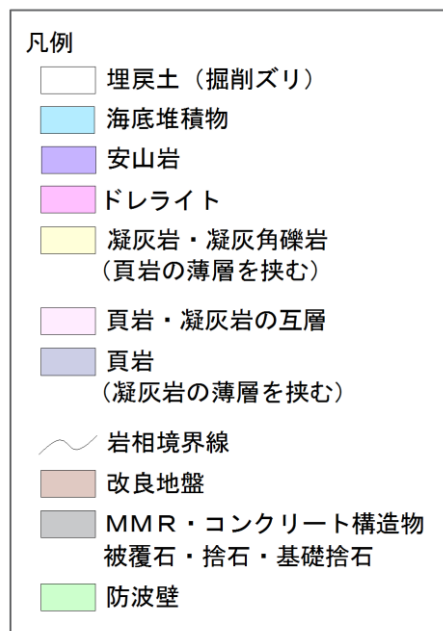 凡例
埋戻土（掘削ズリ）
海底堆積物
安山岩
ドレライト
凝灰岩・凝灰角礫岩
（頁岩の薄層を挟む）
頁岩・凝灰岩の互層
頁岩
（凝灰岩の薄層を挟む）
岩相境界線
改良地盤
ＭＭＲ・コンクリート構造物
被覆石・捨石・基礎捨石
防波壁